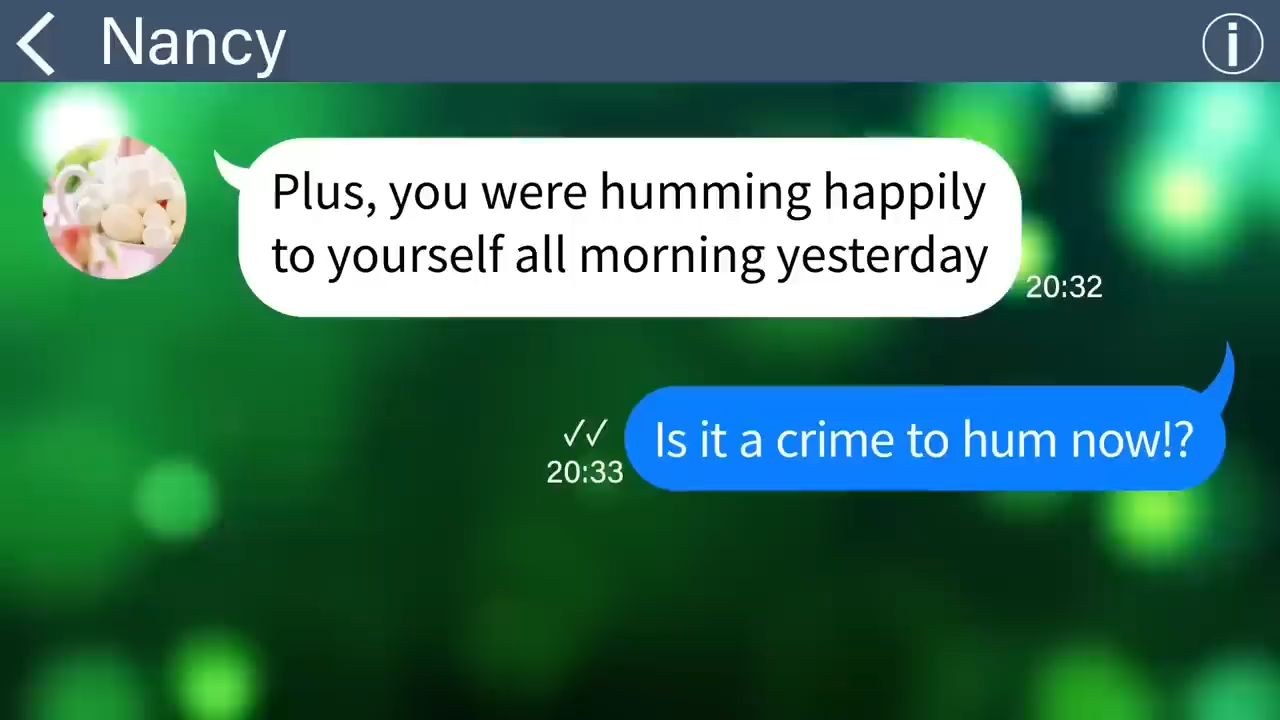 Nancy
Plus, you were humming happily
to yourself all morning yesterday
20:32
Is it a crime to hum now!?
20:33